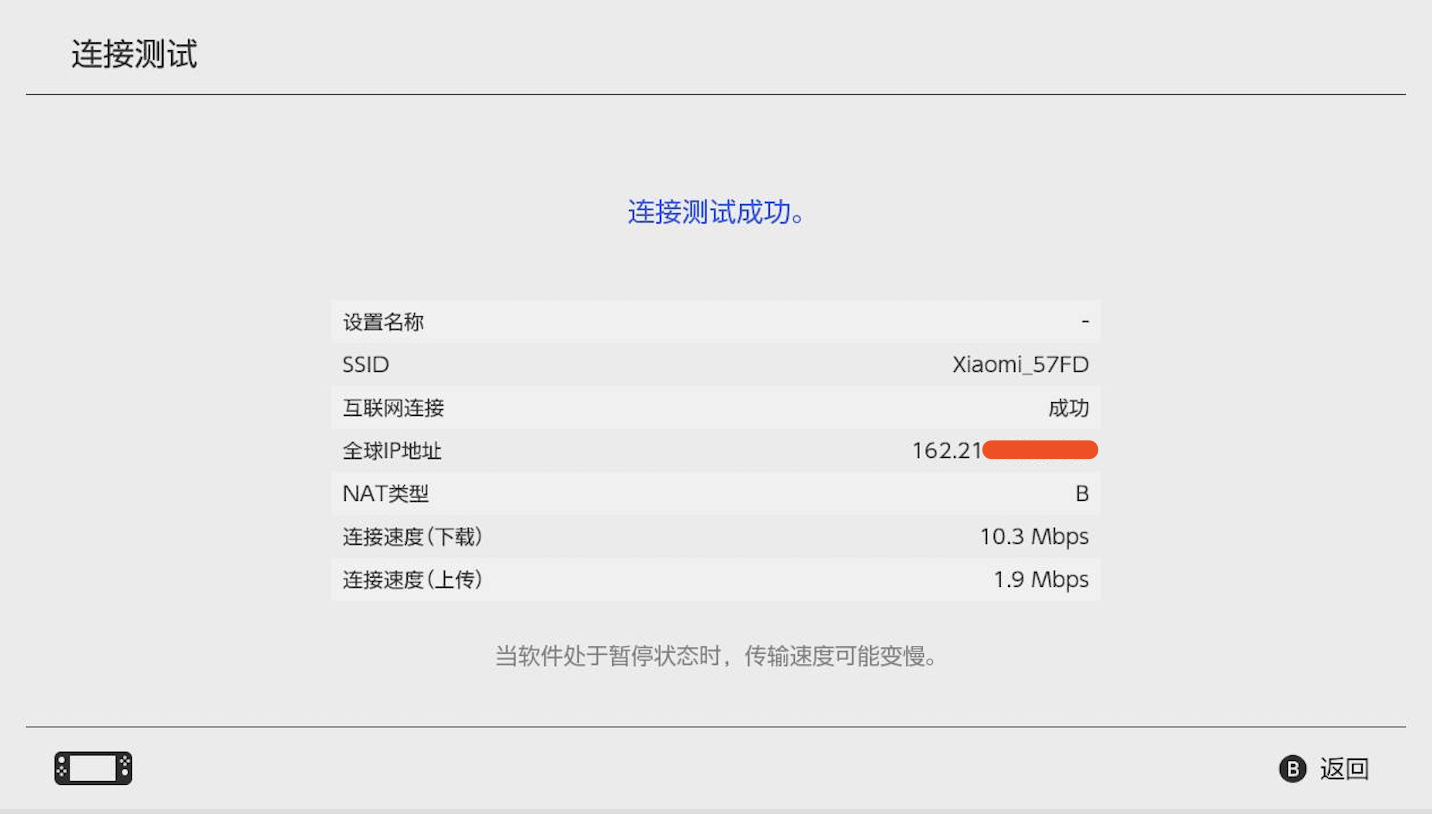 连接测试
连接测试成功。
设置名称 -
SSID Xiaomi_57FD
互联网连接 成功
全球IP地址 162.21
NAT类型 B
连接速度(下载) 10.3 Mbps
连接速度(上传) 1.9 Mbps
当软件处于暂停状态时，传输速度可能变慢。
B 返回